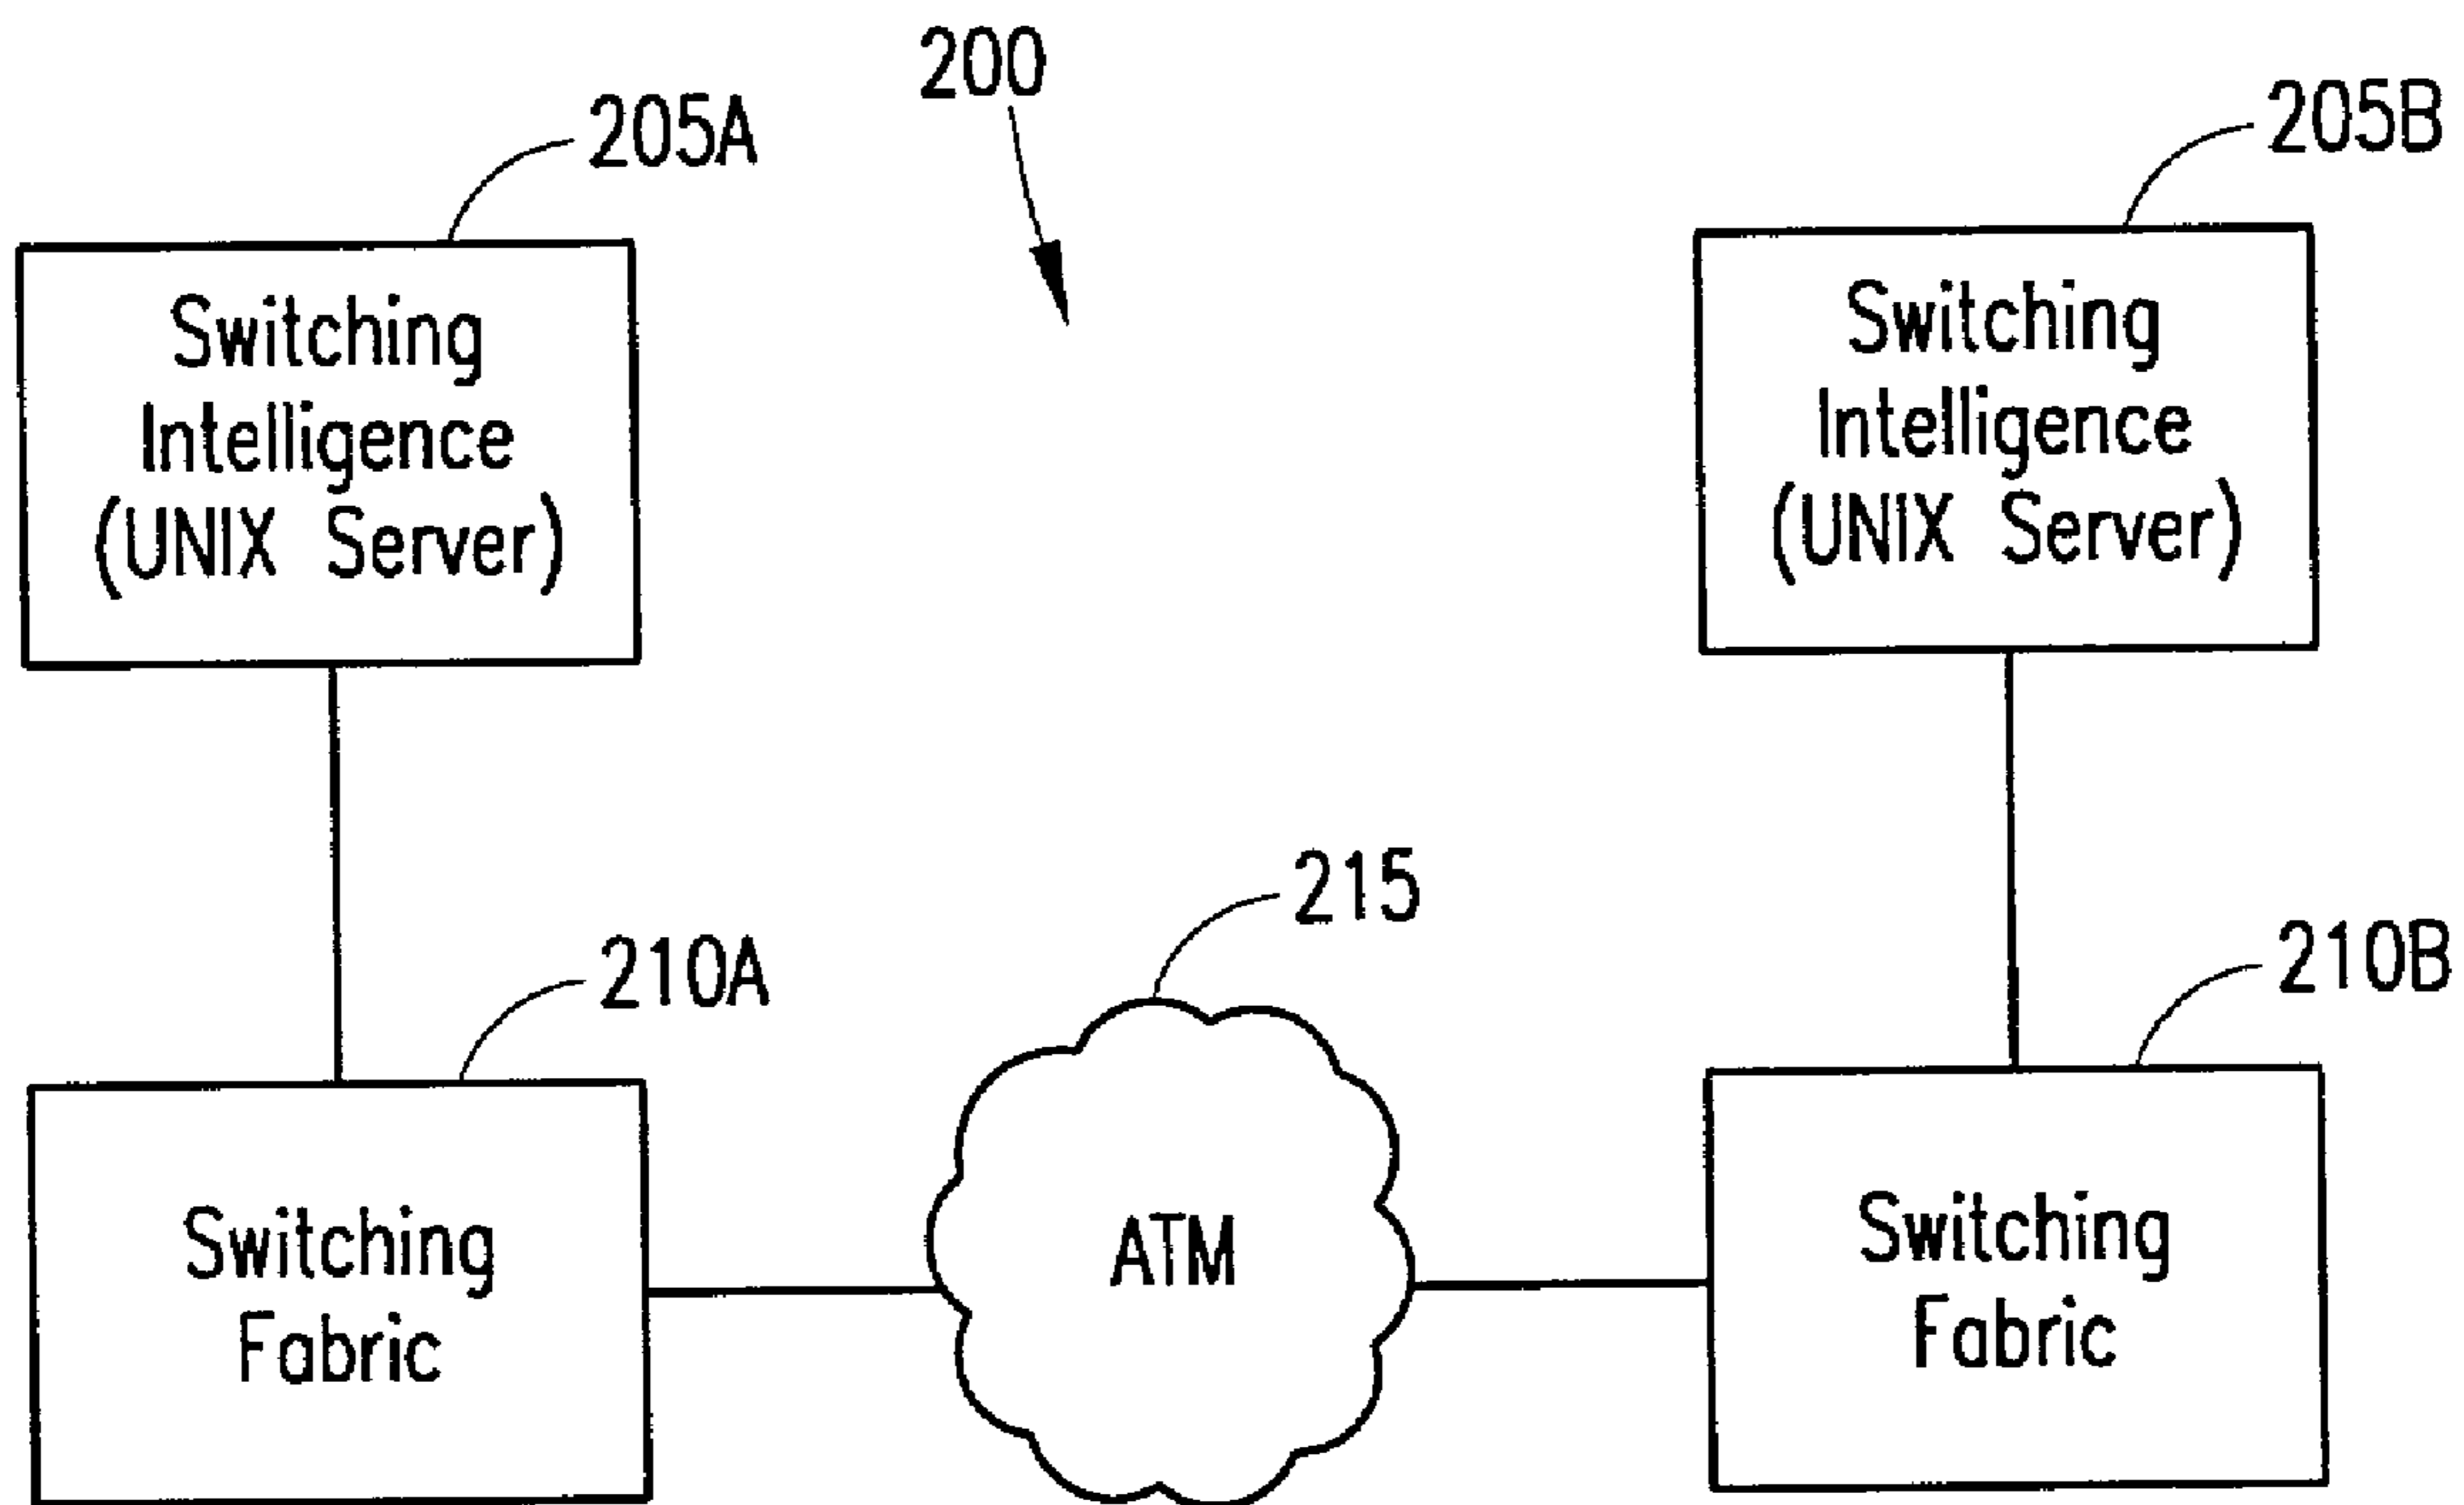 200
205A
205B
Switching
Intelligence
(UNIX Server)
Switching
Intelligence
(UNIX Server)
215
210A
210B
Switching
Fabric
ATM
Switching
Fabric